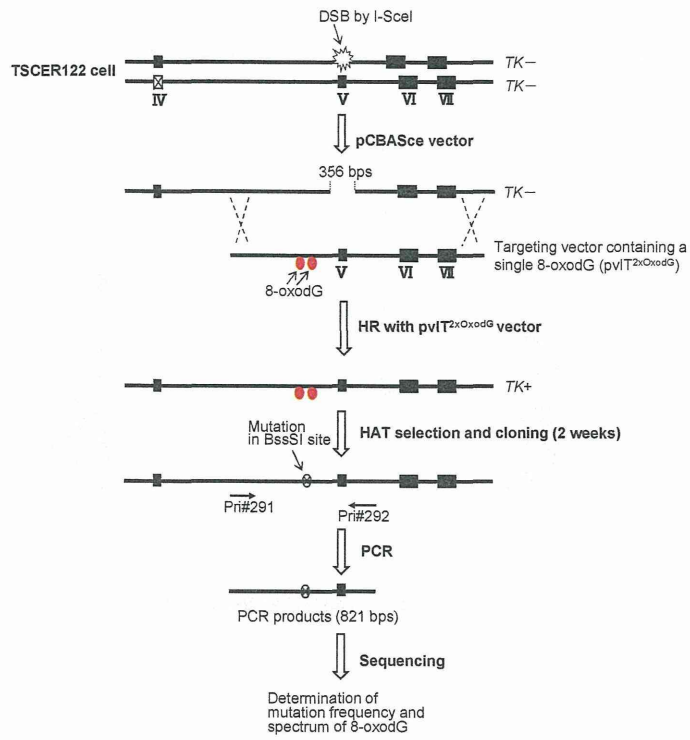 DSB by I-SceI
TK−
TSCER122 cell
TK−
IV
V
VI
VII
pCBASce vector
356 bps
TK−
Targeting vector containing a
single 8-oxodG (pvIT2xOxodG)
V
VI
VII
8-oxodG
HR with pvIT2xOxodG vector
TK+
Mutation
in BssSI site
HAT selection and cloning (2 weeks)
Pri#291
Pri#292
PCR
PCR products (821 bps)
Sequencing
Determination of
mutation frequency and
spectrum of 8-oxodG